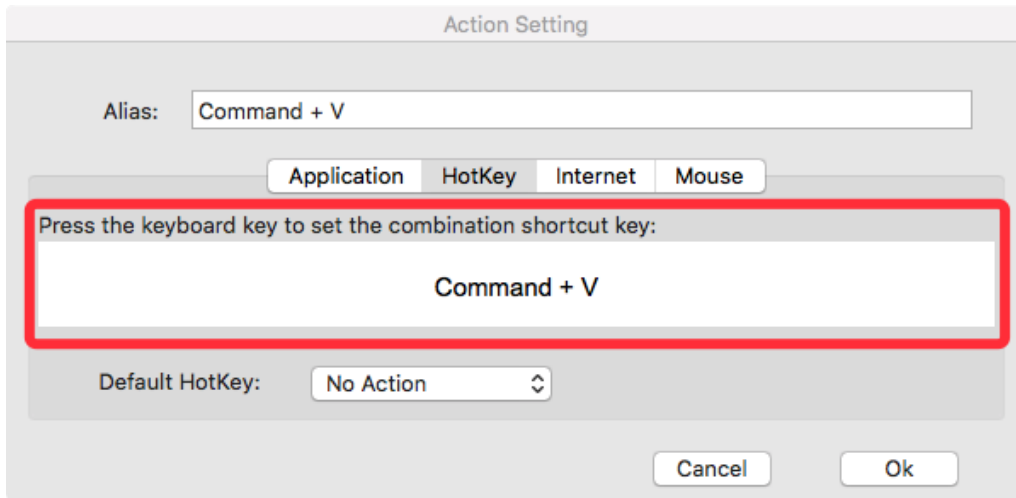 Action Setting
Alias: Command + V
Application HotKey Internet Mouse
Press the keyboard key to set the combination shortcut key:
Command + V
Default HotKey: No Action
Cancel Ok